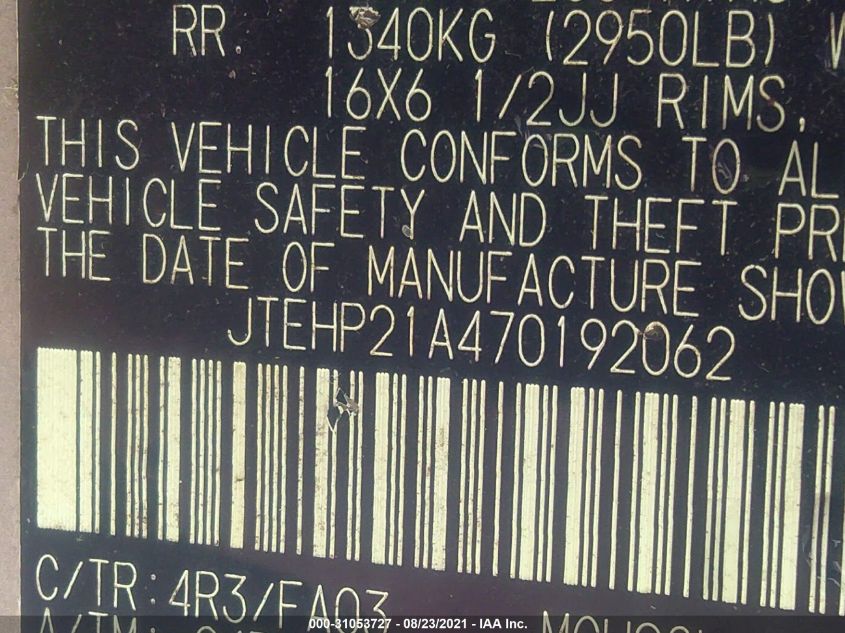 RR. 1340KG (2950LB)
16X6 1/2JJ RIMS,
THIS VEHICLE CONFORMS TO AL
VEHICLE SAFETY AND THEFT PR
THE DATE OF MANUFACTURE SHO
JTEHP21A470192062
C/TR: 4R3/FA03
000-31053727 - 08/23/2021 - IAA Inc.